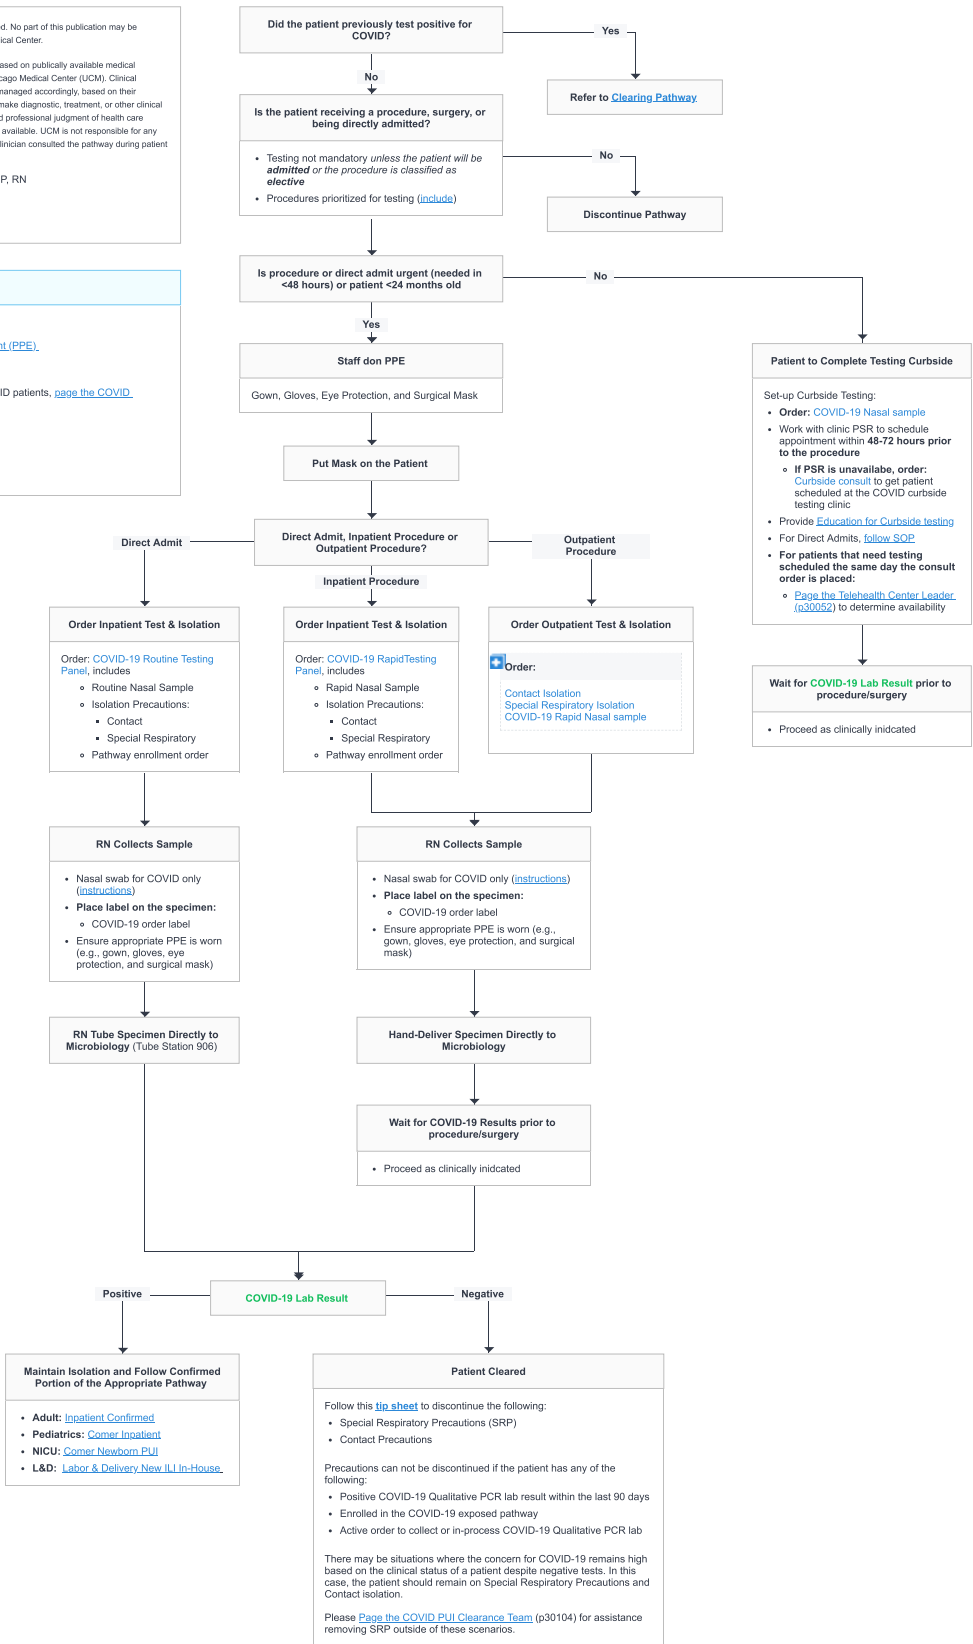 ed. No part of this publication may be
ical Center.
ased on publically available medical
cago Medical Center (UCM). Clinical
managed accordingly, based on their
make diagnostic, treatment, or other clinical
d professional judgment of health care
available. UCM is not responsible for any
linician consulted the pathway during patient
P, RN
nt (PPE)
ID patients, page the COVID
Did the patient previously test positive for
COVID?
Yes
No
Refer to Clearing Pathway
Is the patient receiving a procedure, surgery, or
being directly admitted?
• Testing not mandatory unless the patient will be
admitted or the procedure is classified as
elective
• Procedures prioritized for testing (include)
No
Discontinue Pathway
Is procedure or direct admit urgent (needed in
<48 hours) or patient <24 months old
No
Yes
Staff don PPE
Gown, Gloves, Eye Protection, and Surgical Mask
Put Mask on the Patient
Patient to Complete Testing Curbside
Set-up Curbside Testing:
• Order: COVID-19 Nasal sample
• Work with clinic PSR to schedule
appointment within 48-72 hours prior
to the procedure
If PSR is unavailabe, order:
Curbside consult to get patient
scheduled at the COVID curbside
testing clinic
• Provide Education for Curbside testing
• For Direct Admits, follow SOP
• For patients that need testing
scheduled the same day the consult
order is placed:
Page the Telehealth Center Leader
(p30052) to determine availability
Wait for COVID-19 Lab Result prior to
procedure/surgery
• Proceed as clinically inidcated
Direct Admit, Inpatient Procedure or
Outpatient Procedure?
Direct Admit
Inpatient Procedure
Outpatient
Procedure
Order Inpatient Test & Isolation
Order: COVID-19 Routine Testing
Panel, includes
Routine Nasal Sample
Isolation Precautions:
Contact
Special Respiratory
Pathway enrollment order
Order Inpatient Test & Isolation
Order: COVID-19 RapidTesting
Panel, includes
Rapid Nasal Sample
Isolation Precautions:
Contact
Special Respiratory
Pathway enrollment order
Order Outpatient Test & Isolation
Order:
Contact Isolation
Special Respiratory Isolation
COVID-19 Rapid Nasal sample
RN Collects Sample
• Nasal swab for COVID only
(instructions)
• Place label on the specimen:
COVID-19 order label
• Ensure appropriate PPE is worn
(e.g., gown, gloves, eye
protection, and surgical mask)
RN Tube Specimen Directly to
Microbiology (Tube Station 906)
RN Collects Sample
• Nasal swab for COVID only (instructions)
• Place label on the specimen:
COVID-19 order label
• Ensure appropriate PPE is worn (e.g.,
gown, gloves, eye protection, and surgical
mask)
Hand-Deliver Specimen Directly to
Microbiology
Wait for COVID-19 Results prior to
procedure/surgery
• Proceed as clinically inidcated
COVID-19 Lab Result
Positive
Negative
Maintain Isolation and Follow Confirmed
Portion of the Appropriate Pathway
• Adult: Inpatient Confirmed
• Pediatrics: Comer Inpatient
• NICU: Comer Newborn PUI
• L&D: Labor & Delivery New ILI In-House
Patient Cleared
Follow this tip sheet to discontinue the following:
• Special Respiratory Precautions (SRP)
• Contact Precautions
Precautions can not be discontinued if the patient has any of the
following:
• Positive COVID-19 Qualitative PCR lab result within the last 90 days
• Enrolled in the COVID-19 exposed pathway
• Active order to collect or in-process COVID-19 Qualitative PCR lab
There may be situations where the concern for COVID-19 remains high
based on the clinical status of a patient despite negative tests. In this
case, the patient should remain on Special Respiratory Precautions and
Contact isolation.
Please Page the COVID PUI Clearance Team (p30104) for assistance
removing SRP outside of these scenarios.